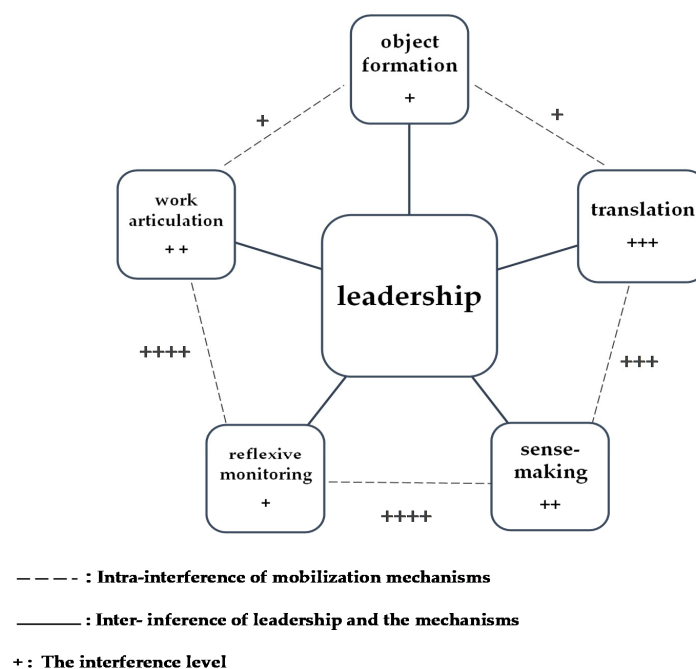 object
formation
+
+
+
work
articulation
+ +
translation
+++
leadership
++++
+++
reflexive
monitoring
+
sense-
making
++
++++
: Intra-interference of mobilization mechanisms
: Inter- inference of leadership and the mechanisms
+ : The interference level